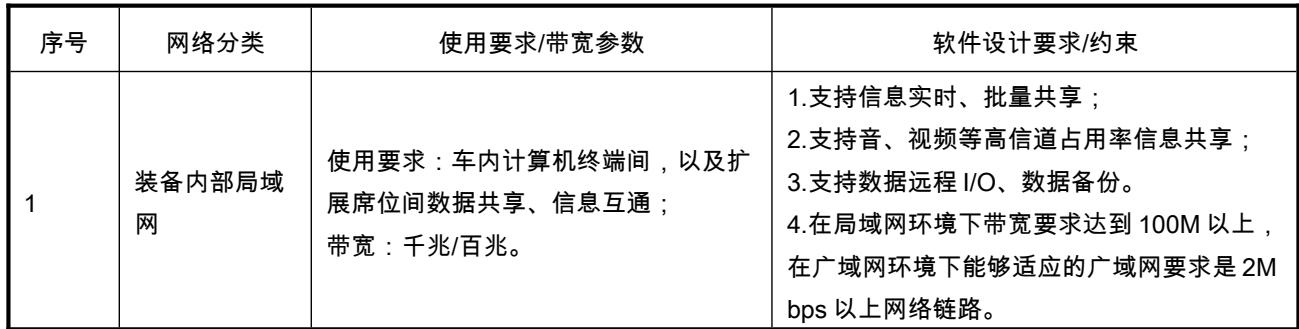 序号
网络分类
使用要求/带宽参数
软件设计要求/约束
1
装备内部局域
网
使用要求：车内计算机终端间，以及扩
展席位间数据共享、信息互通；
带宽：千兆/百兆。
1.支持信息实时、批量共享；
2.支持音、视频等高信道占用率信息共享；
3.支持数据远程 I/O、数据备份。
4.在局域网环境下带宽要求达到 100M 以上，
在广域网环境下能够适应的广域网要求是 2M
bps 以上网络链路。